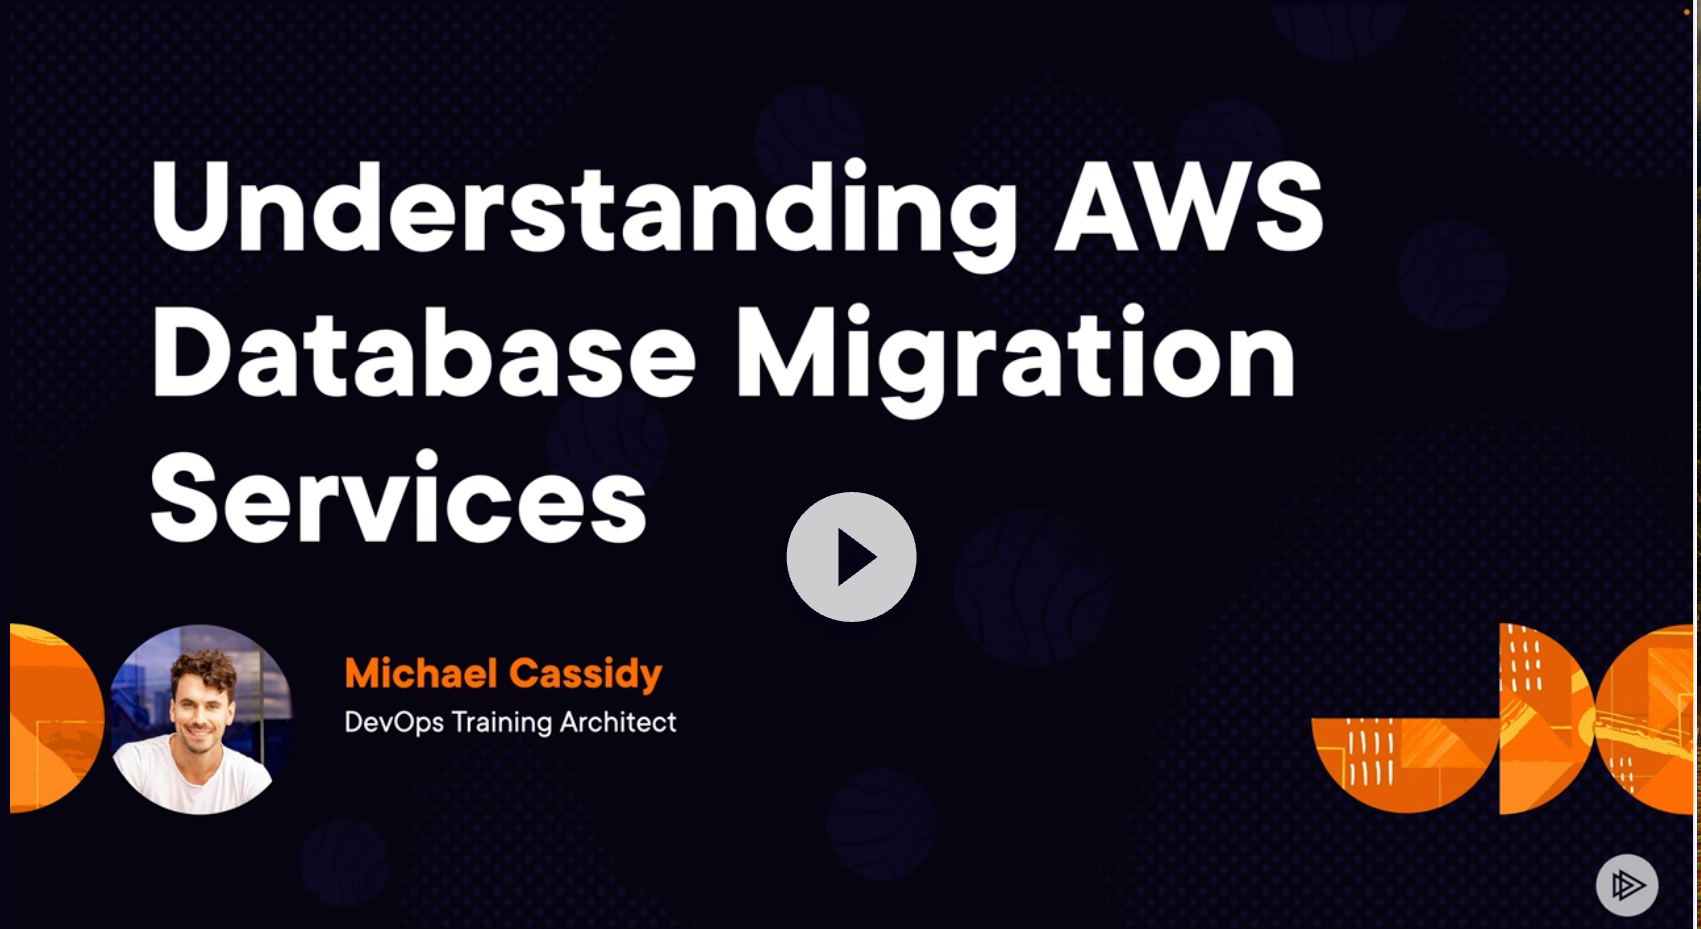 Understanding AWS
Database Migration
Services
Michael Cassidy
DevOps Training Architect